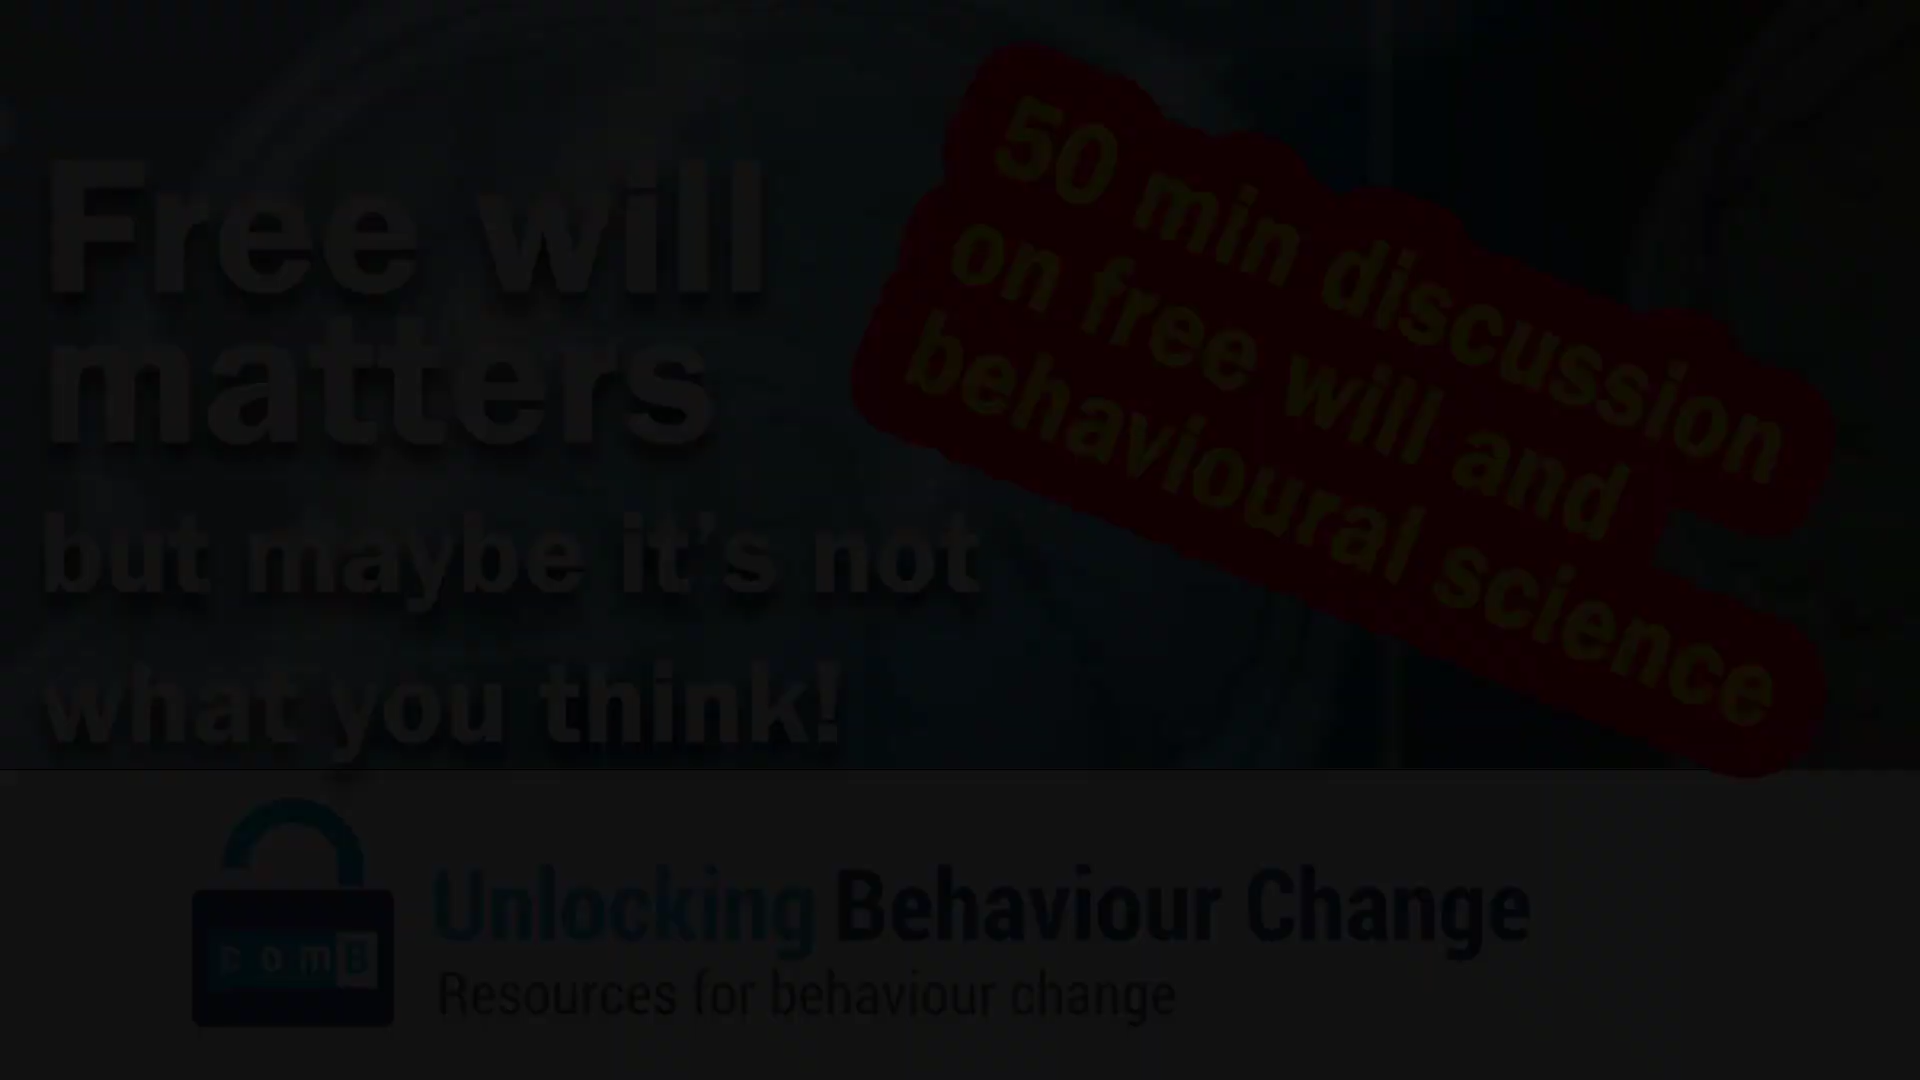 Free will
matters
but maybe it's not
what you think!
50 min discussion
on free will and
behavioural science
comB
Unlocking Behaviour Change
Resources for behaviour change